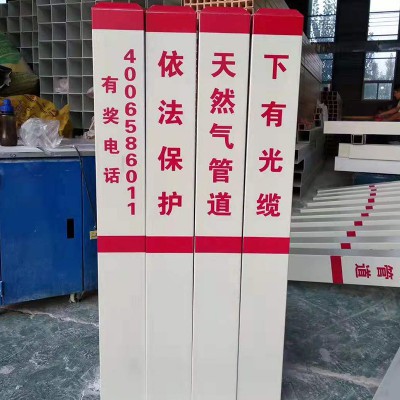 有奖电话
4006586011
依法保护
天然气管道
下有光缆
管道